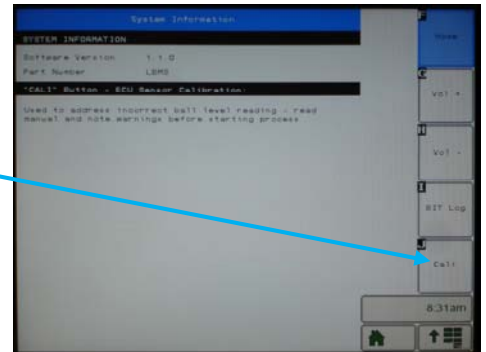 System Information
SYSTEM INFORMATION
Software Version 1.1.0
Part Number LBMS
"CALI" Button - ECU Sensor Calibration:
Used to address incorrect ball level reading - read
manual and note warnings before starting process
F
Home
G
Vol +
H
Vol -
I
BIT Log
J
Cali
8:31am